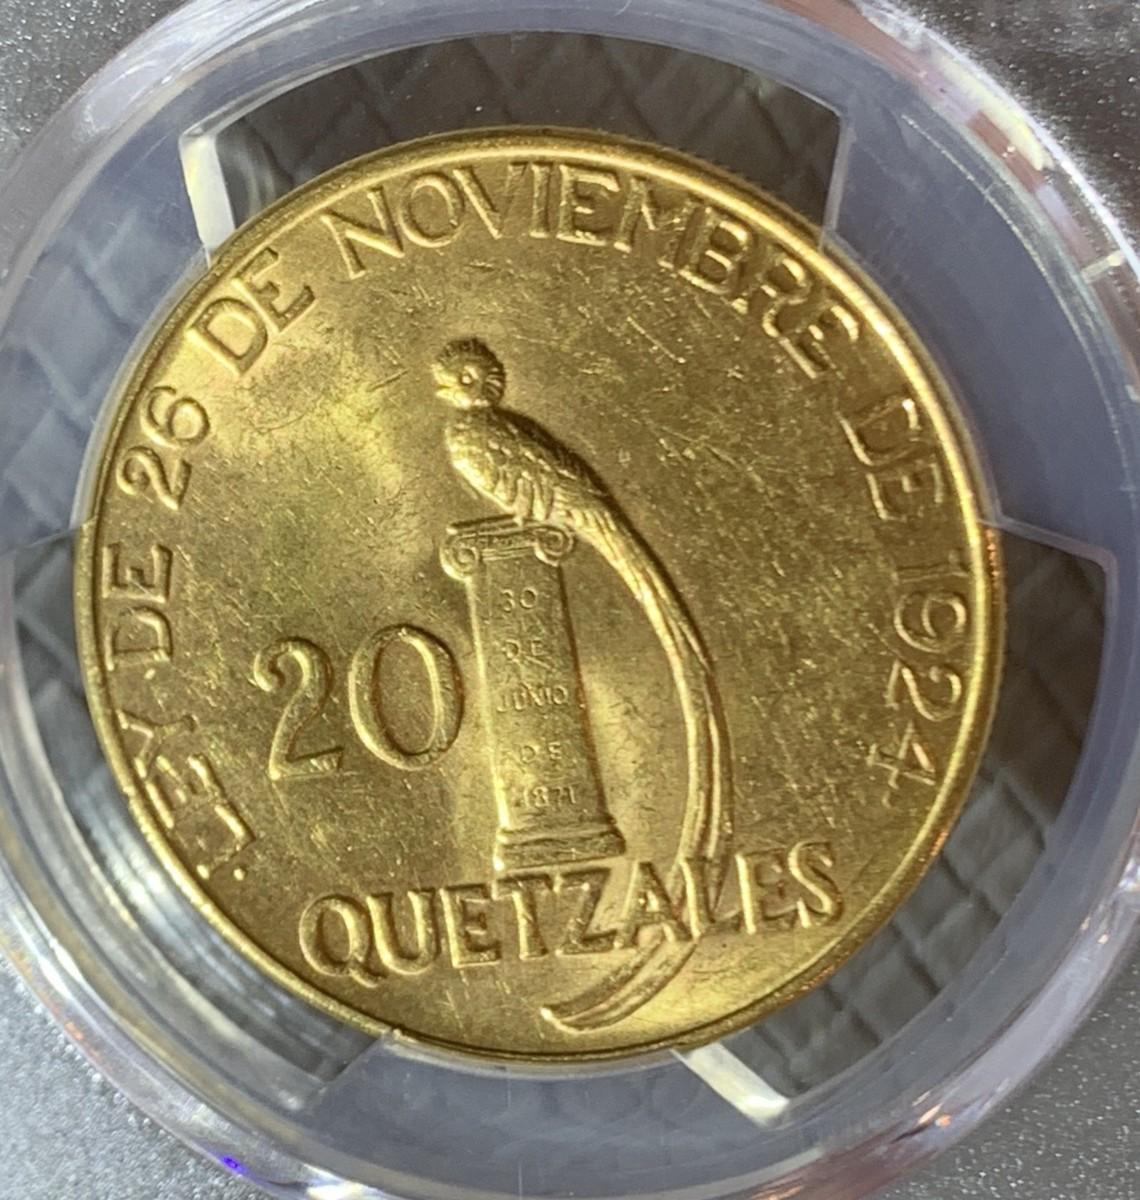 LEY DE 26 DE NOVIEMBRE DE 1924
20
30
DE
JUNIO
DE
1871
QUETZALES